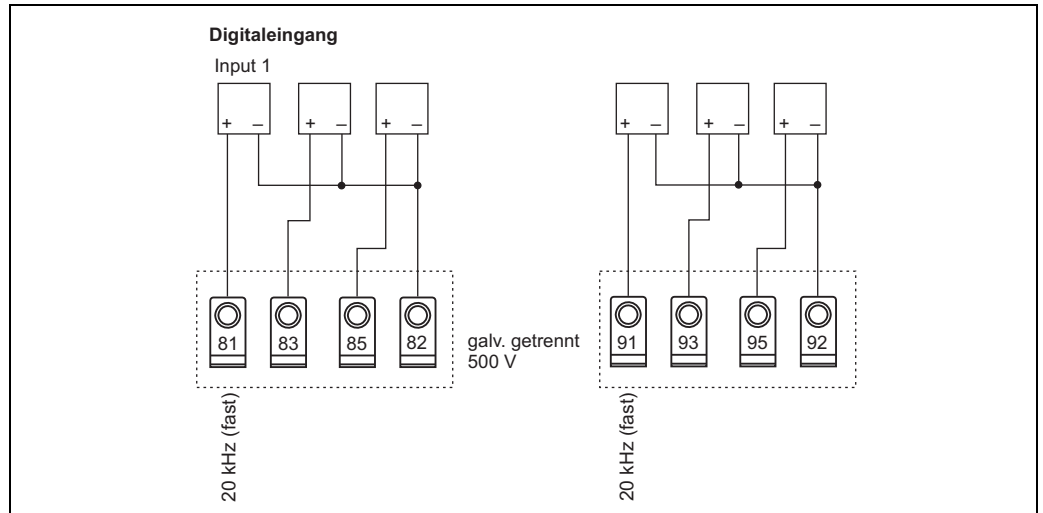 Digitaleingang
Input 1
+ – + – + –
+ – + – + –
81 83 85 82
galv. getrennt
500 V
91 93 95 92
20 kHz (fast)
20 kHz (fast)